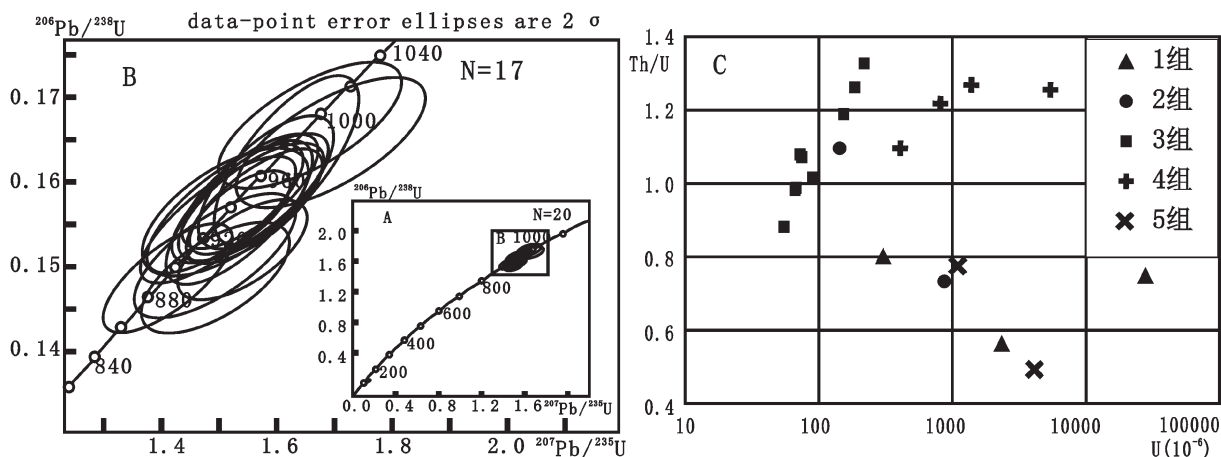 ²⁰⁶Pb/²³⁸U
data-point error ellipses are 2 σ
B
N=17
1040
1000
880
840
0.17
0.16
0.15
0.14
1.4 1.6 1.8 2.0 ²⁰⁷Pb/²³⁵U
²⁰⁶Pb/²³⁸U
A
N=20
B 1000
800
600
400
200
2.0
1.6
1.2
0.8
0.4
0.0 0.4 0.8 1.2 1.6 ²⁰⁷Pb/²³⁵U
Th/U
C
1.4
1.2
1.0
0.8
0.6
0.4
10 100 1000 10000 100000
U(10⁻⁶)
1组
2组
3组
4组
5组